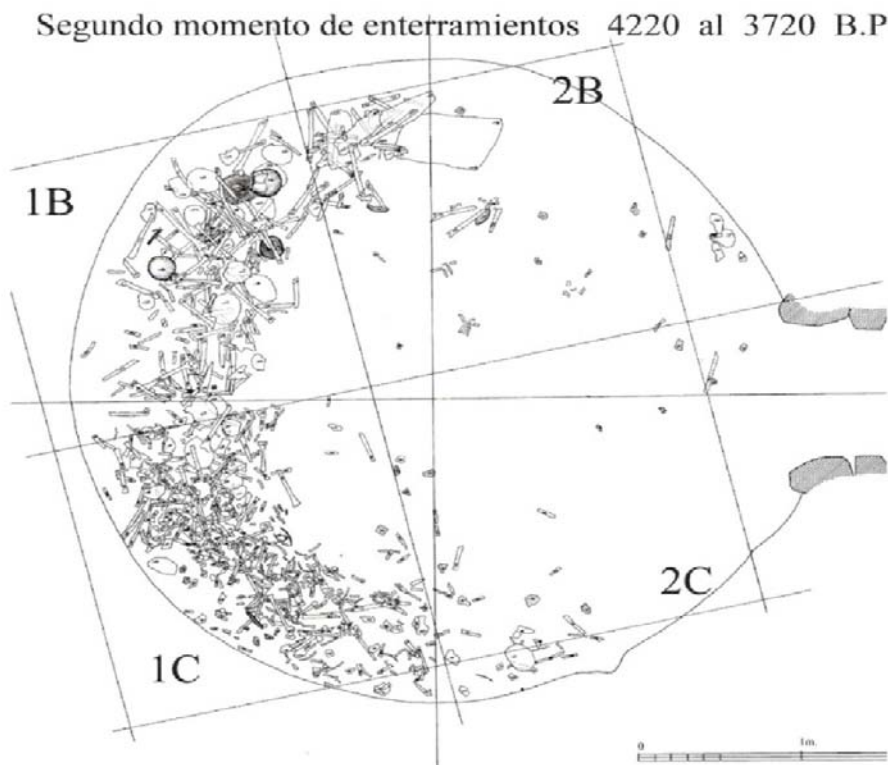 Segundo momento de enterramientos 4220 al 3720 B.P
2B
1B
2C
1C
0 1m.